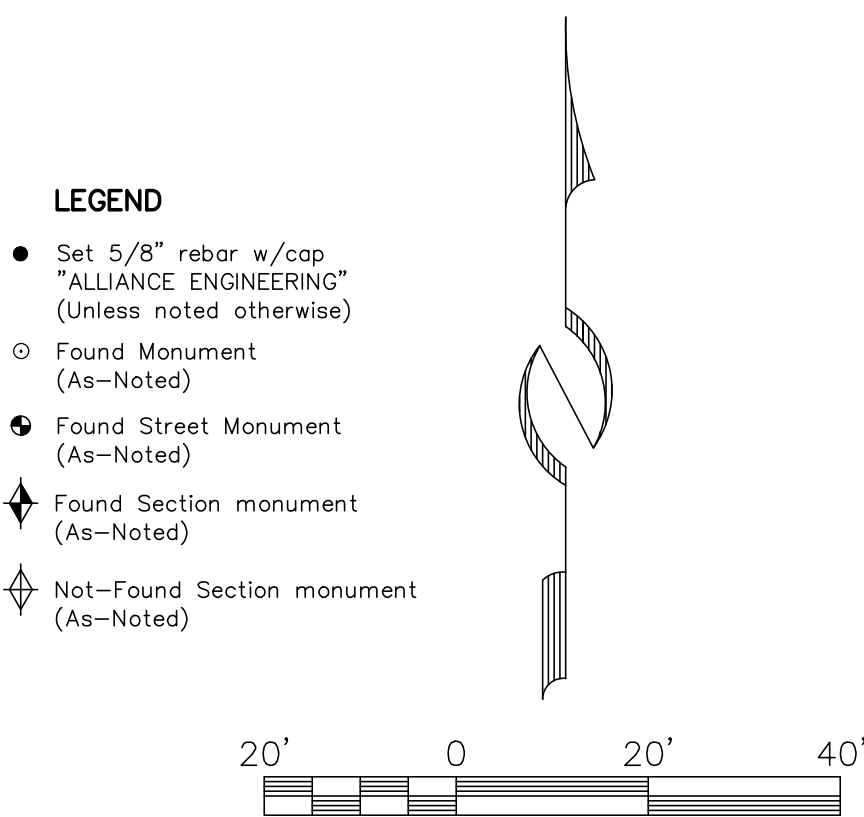 LEGEND
Set 5/8" rebar w/cap
"ALLIANCE ENGINEERING"
(Unless noted otherwise)
Found Monument
(As-Noted)
Found Street Monument
(As-Noted)
Found Section monument
(As-Noted)
Not-Found Section monument
(As-Noted)
20' 0 20' 40'